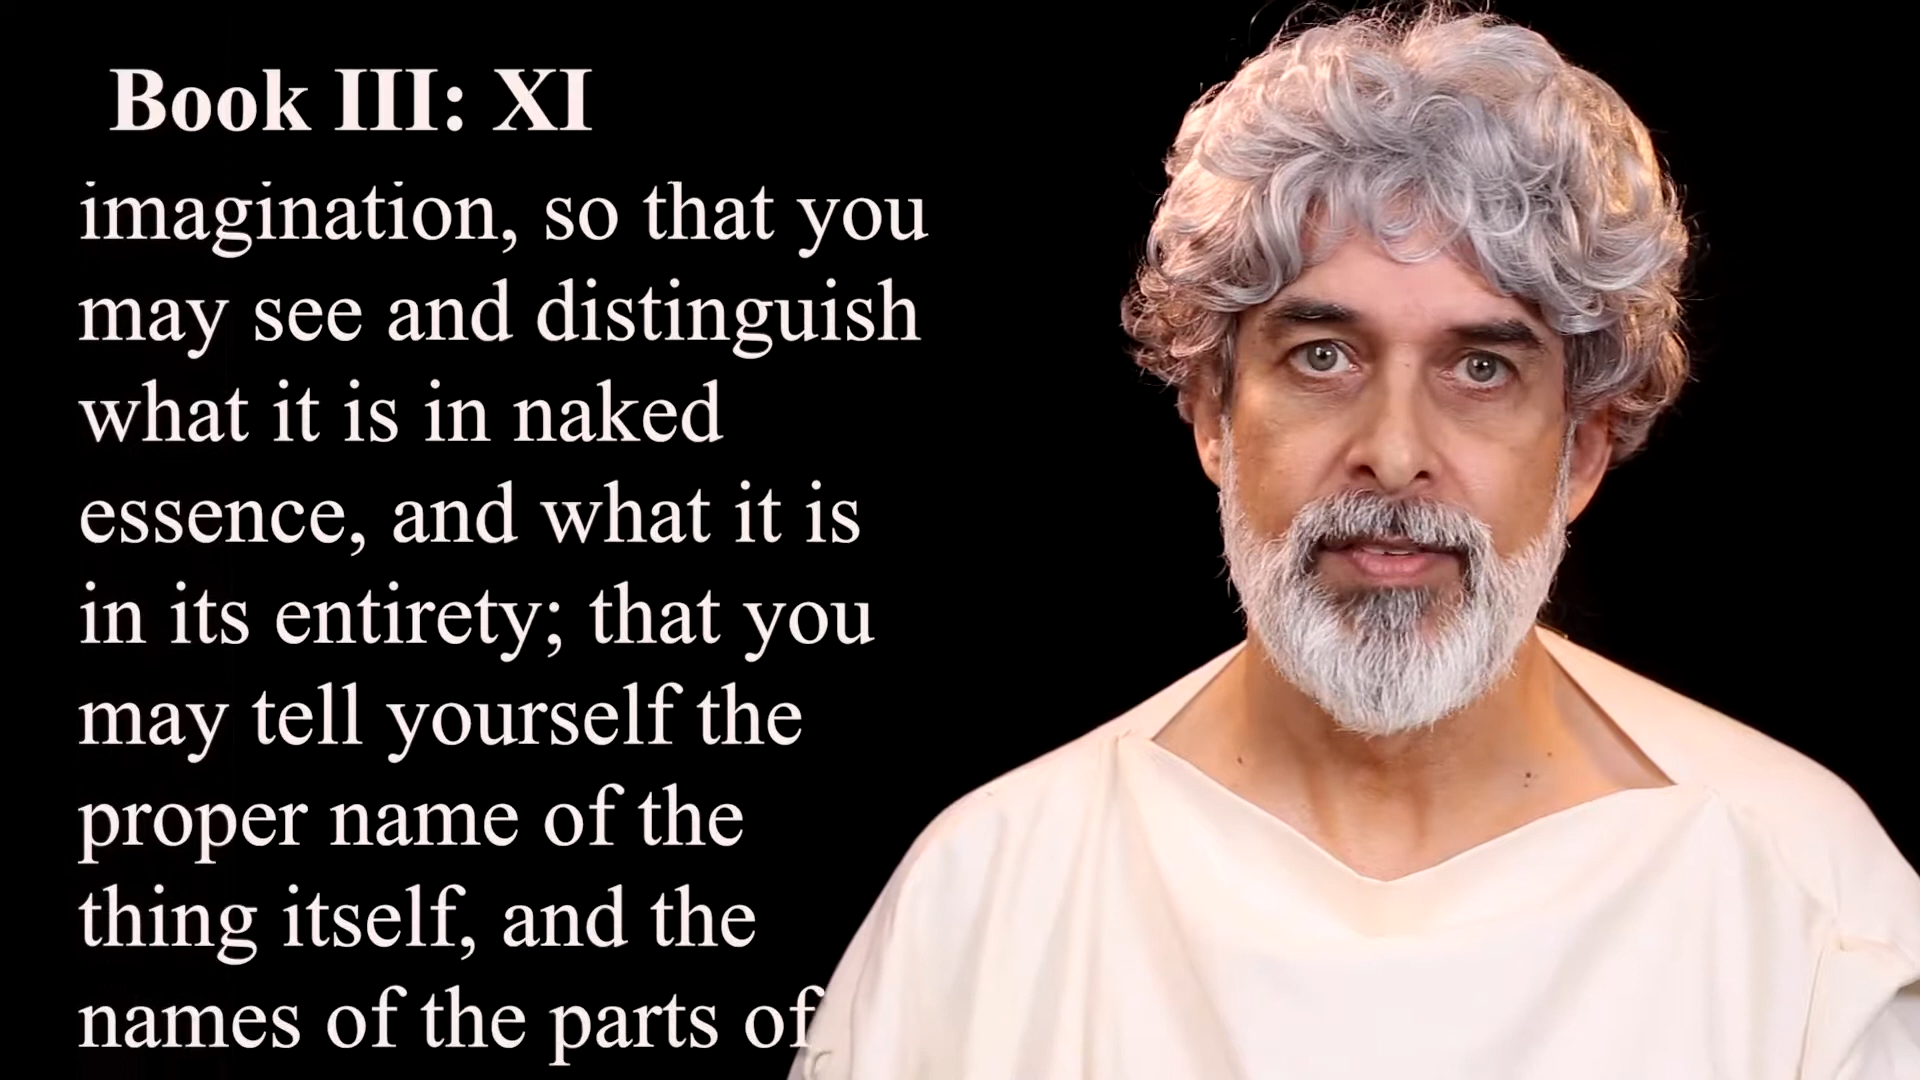 Book III: XI
imagination, so that you
may see and distinguish
what it is in naked
essence, and what it is
in its entirety; that you
may tell yourself the
proper name of the
thing itself, and the
names of the parts of